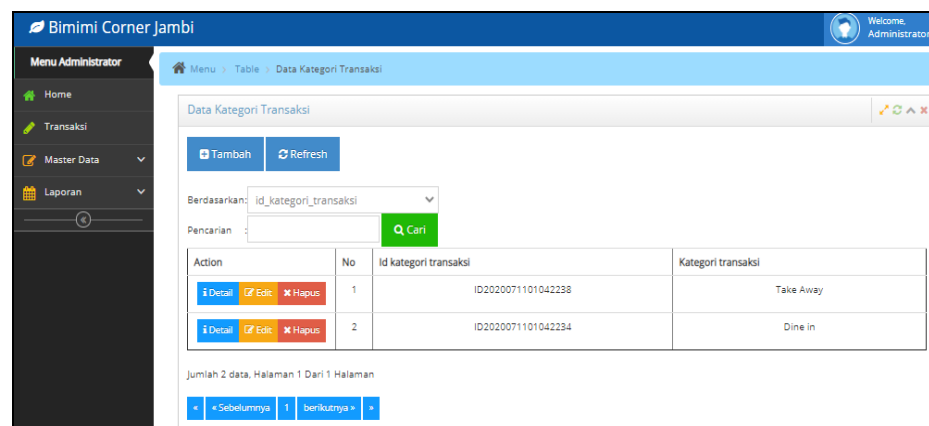 Bimimi Corner Jambi
Welcome,
Administrator
Menu Administrator
Menu > Table > Data Kategori Transaksi
Home
Transaksi
Master Data
Laporan
Data Kategori Transaksi
Tambah Refresh
Berdasarkan: id_kategori_transaksi
Pencarian : Cari
Action No Id kategori transaksi Kategori transaksi
Detail Edit Hapus 1 ID2020071101042238 Take Away
Detail Edit Hapus 2 ID2020071101042234 Dine in
Jumlah 2 data, Halaman 1 Dari 1 Halaman
« « Sebelumnya 1 berikutnya » »